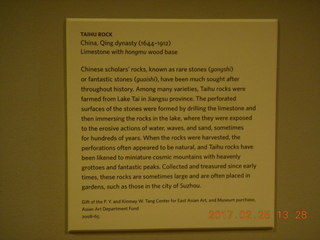 TAIHU ROCK
China, Qing dynasty (1644–1912)
Limestone with hongmu wood base
Chinese scholars' rocks, known as rare stones (gongshi)
or fantastic stones (guaishi), have been much sought after
throughout history. Among many varieties, Taihu rocks were
farmed from Lake Tai in Jiangsu province. The perforated
surfaces of the stones were formed by drilling the limestone and
then immersing the rocks in the lake, where they were exposed
to the erosive actions of water, waves, and sand, sometimes
for hundreds of years. When the rocks were harvested, the
perforations often appeared to be natural, and Taihu rocks have
been likened to miniature cosmic mountains with heavenly
grottoes and fantastic peaks. Collected and treasured since early
times, these rocks are sometimes large and are often placed in
gardens, such as those in the city of Suzhou.
Gift of the F. Y. and Kinmay W. Tang Center for East Asian Art, and Museum purchase,
Asian Art Department Fund
2008-65
2017.02.26 13:28